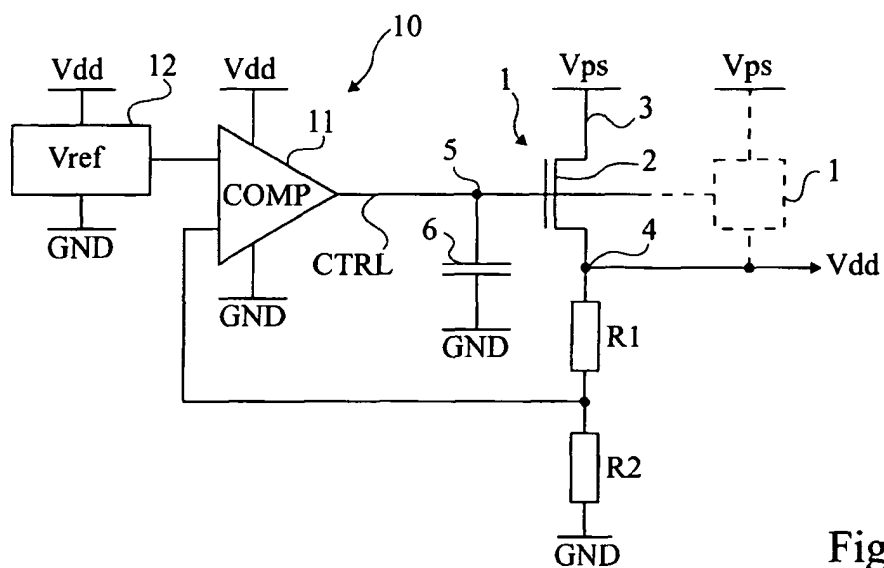 10
Vdd
12
Vdd
Vps
Vps
1
3
11
Vref
5
2
1
COMP
6
4
GND
CTRL
Vdd
GND
GND
R1
R2
GND
Fig